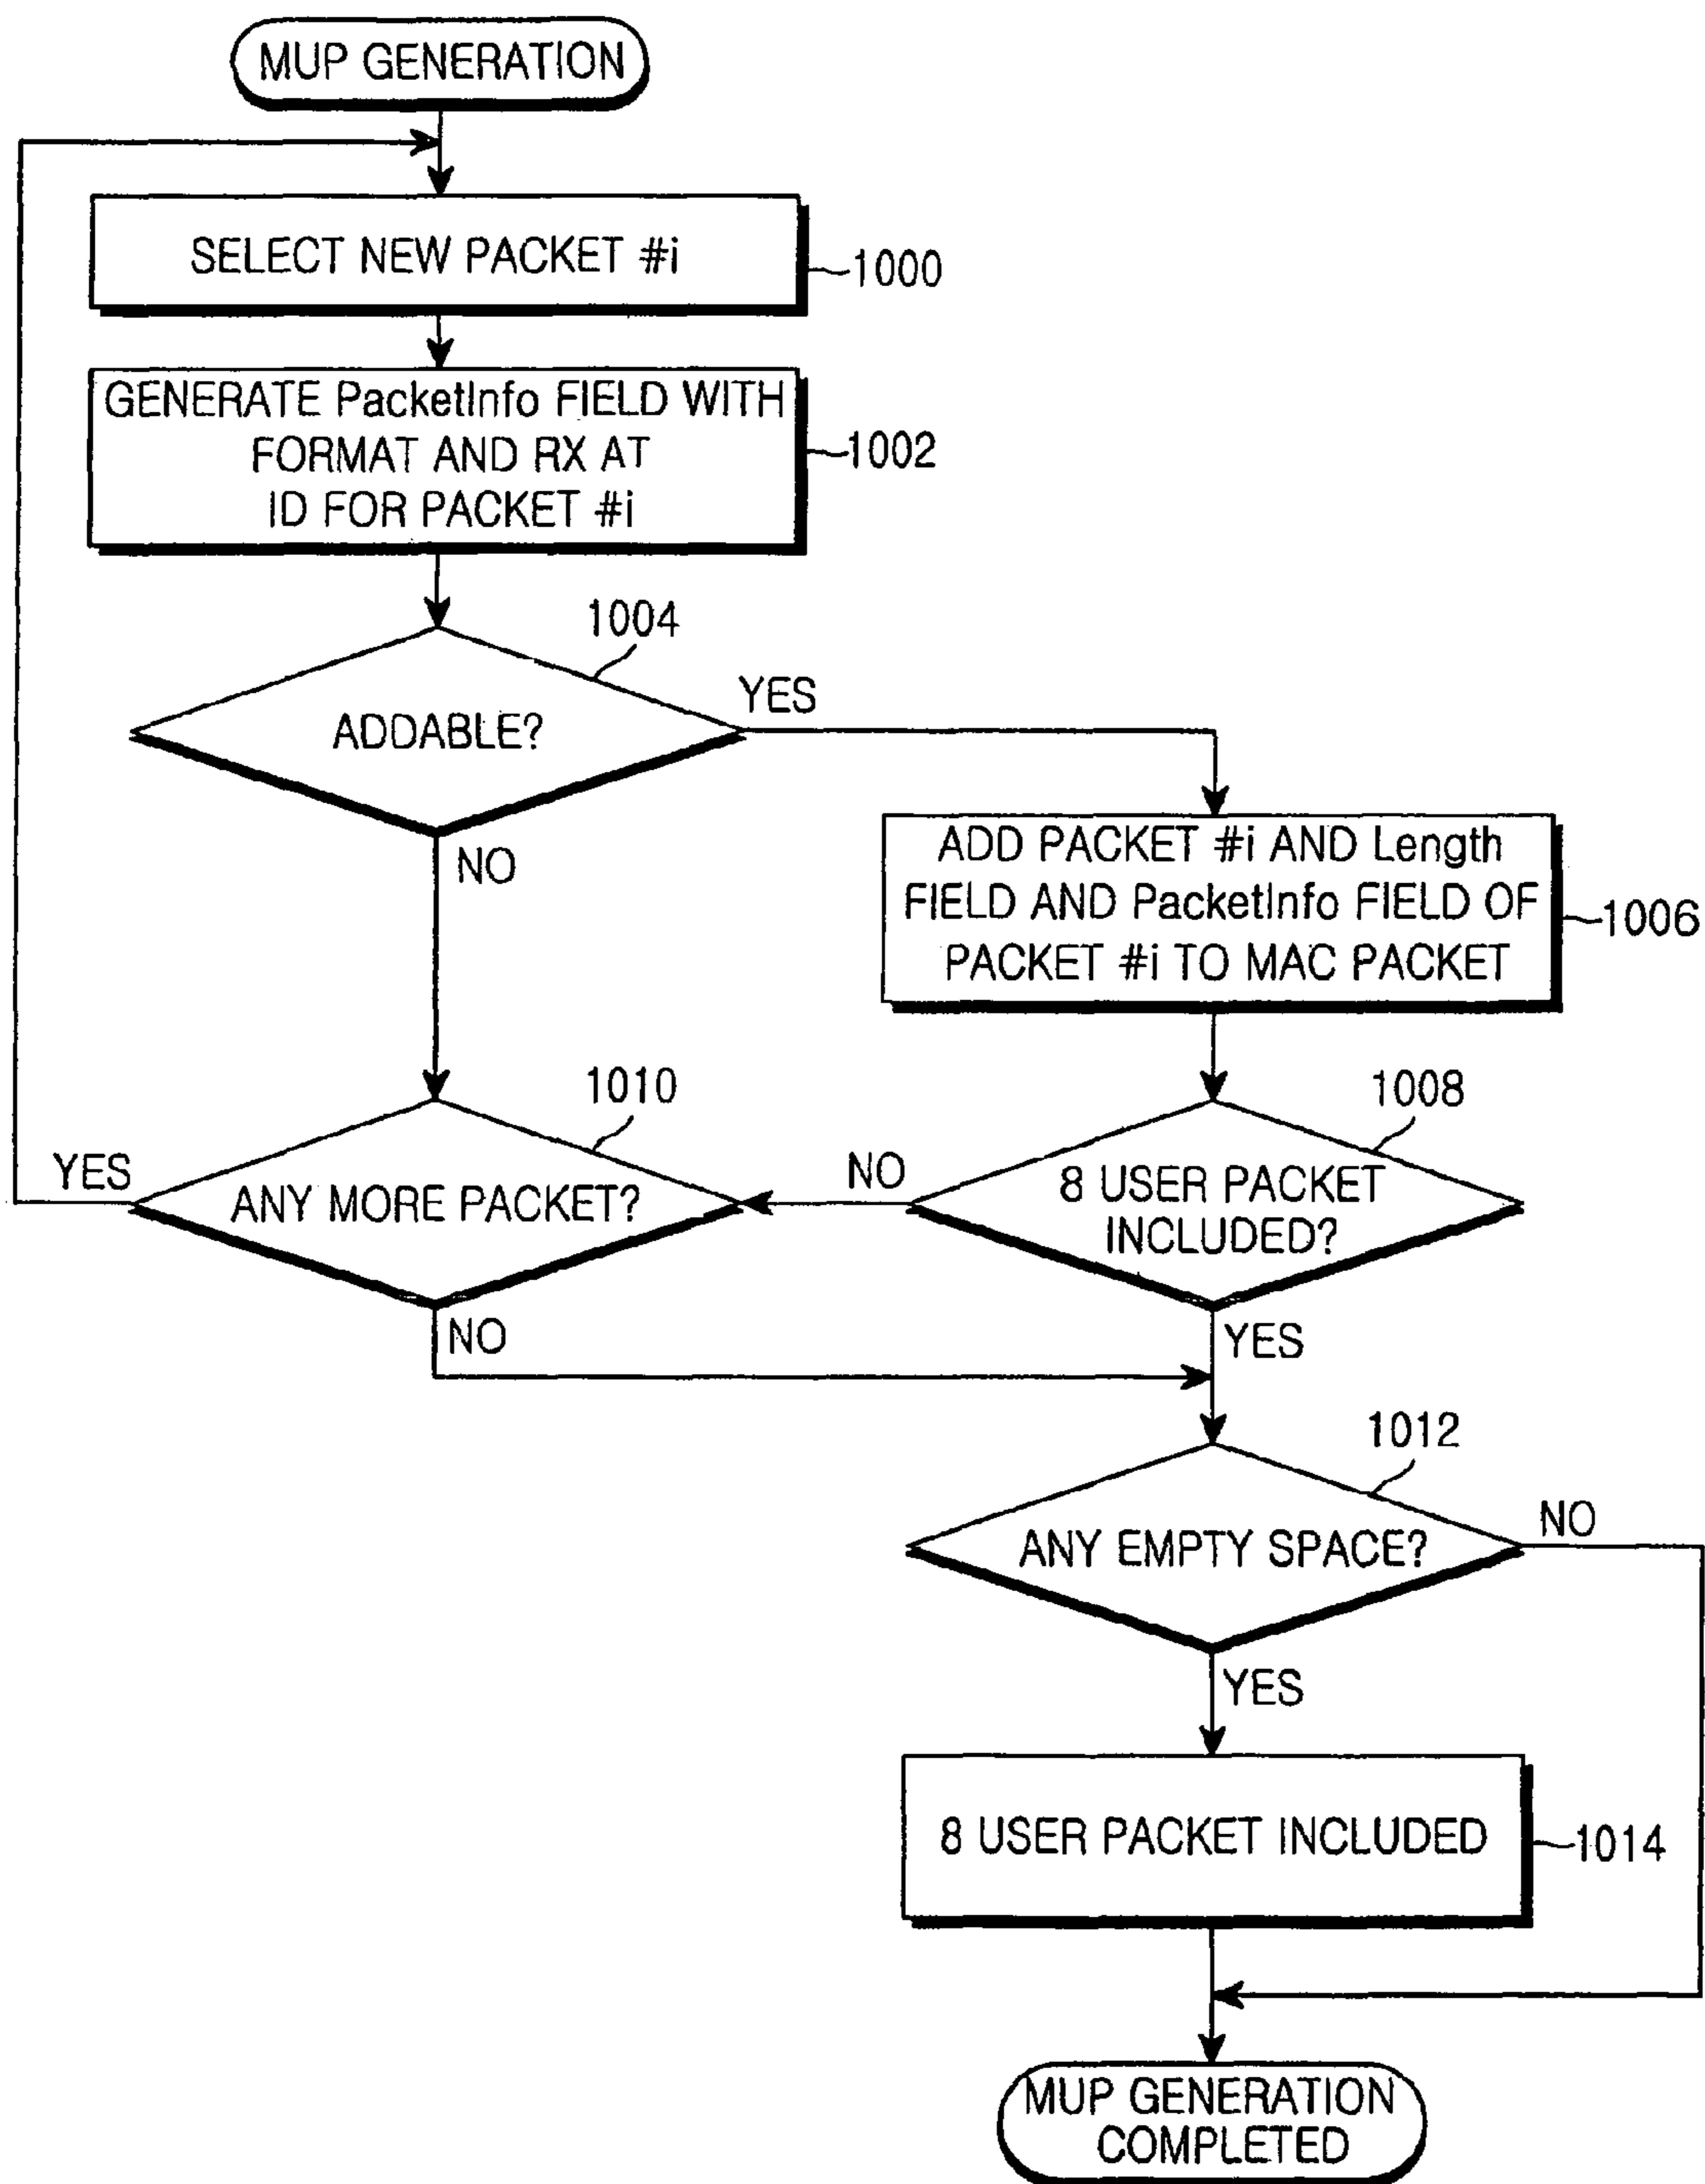 MUP GENERATION
SELECT NEW PACKET #i
1000
GENERATE PacketInfo FIELD WITH
FORMAT AND RX AT
ID FOR PACKET #i
1002
1004
ADDABLE?
YES
NO
ADD PACKET #i AND Length
FIELD AND PacketInfo FIELD OF
PACKET #i TO MAC PACKET
1006
1010
ANY MORE PACKET?
YES
NO
1008
8 USER PACKET
INCLUDED?
NO
YES
1012
ANY EMPTY SPACE?
NO
YES
8 USER PACKET INCLUDED
1014
MUP GENERATION
COMPLETED